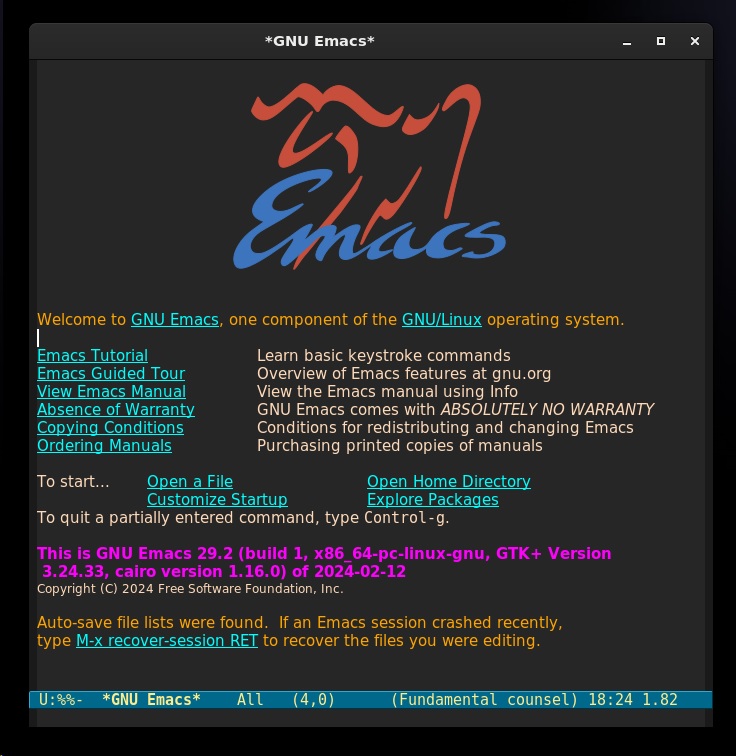 *GNU Emacs*
Emacs
Welcome to GNU Emacs, one component of the GNU/Linux operating system.
Emacs Tutorial Learn basic keystroke commands
Emacs Guided Tour Overview of Emacs features at gnu.org
View Emacs Manual View the Emacs manual using Info
Absence of Warranty GNU Emacs comes with ABSOLUTELY NO WARRANTY
Copying Conditions Conditions for redistributing and changing Emacs
Ordering Manuals Purchasing printed copies of manuals
To start... Open a File Open Home Directory
Customize Startup Explore Packages
To quit a partially entered command, type Control-g.
This is GNU Emacs 29.2 (build 1, x86_64-pc-linux-gnu, GTK+ Version
3.24.33, cairo version 1.16.0) of 2024-02-12
Copyright (C) 2024 Free Software Foundation, Inc.
Auto-save file lists were found. If an Emacs session crashed recently,
type M-x recover-session RET to recover the files you were editing.
U:%%- *GNU Emacs* All (4,0) (Fundamental counsel) 18:24 1.82